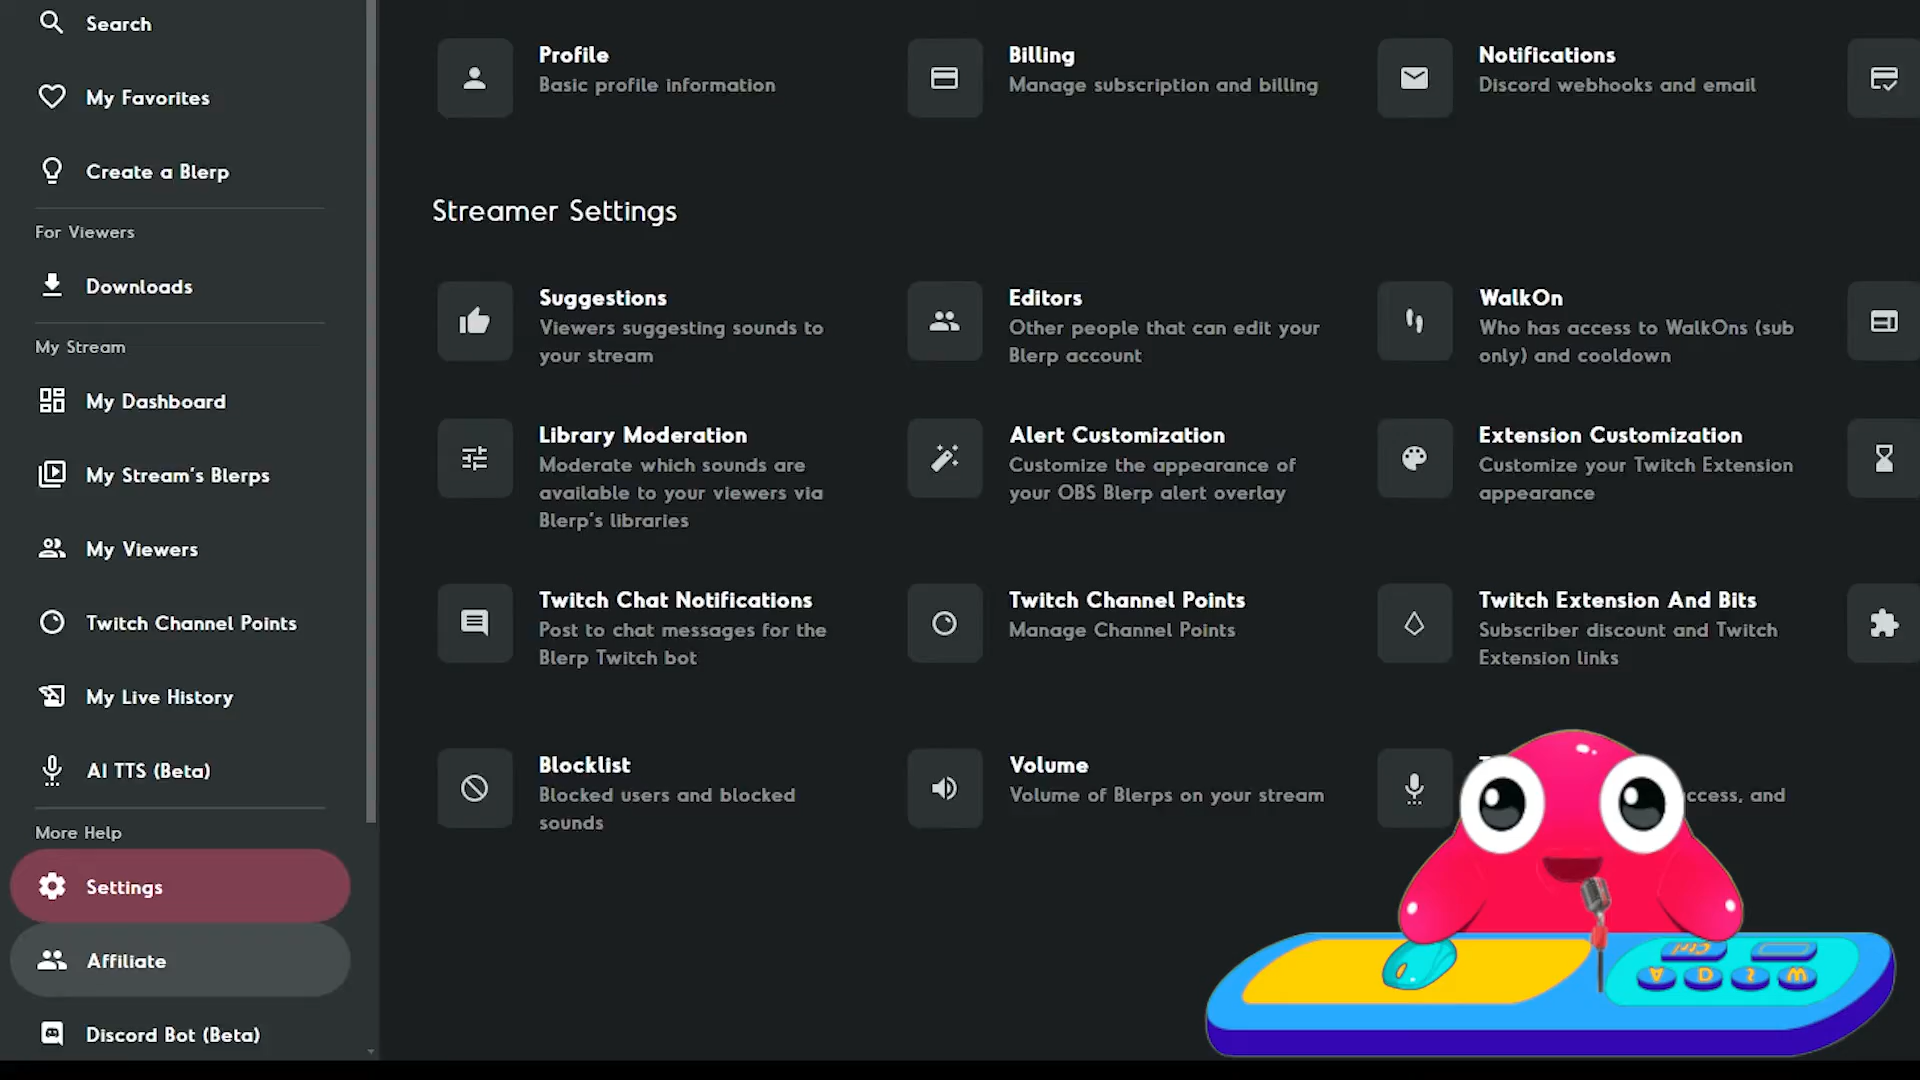 Search
My Favorites
Create a Blerp
For Viewers
Downloads
My Stream
My Dashboard
My Stream's Blerps
My Viewers
Twitch Channel Points
My Live History
AI TTS (Beta)
More Help
Settings
Affiliate
Discord Bot (Beta)
Profile
Basic profile information
Billing
Manage subscription and billing
Notifications
Discord webhooks and email
Streamer Settings
Suggestions
Viewers suggesting sounds to
your stream
Editors
Other people that can edit your
Blerp account
WalkOn
Who has access to WalkOns (sub
only) and cooldown
Library Moderation
Moderate which sounds are
available to your viewers via
Blerp's libraries
Alert Customization
Customize the appearance of
your OBS Blerp alert overlay
Extension Customization
Customize your Twitch Extension
appearance
Twitch Chat Notifications
Post to chat messages for the
Blerp Twitch bot
Twitch Channel Points
Manage Channel Points
Twitch Extension And Bits
Subscriber discount and Twitch
Extension links
Blocklist
Blocked users and blocked
sounds
Volume
Volume of Blerps on your stream
and
Ctrl
A D S W